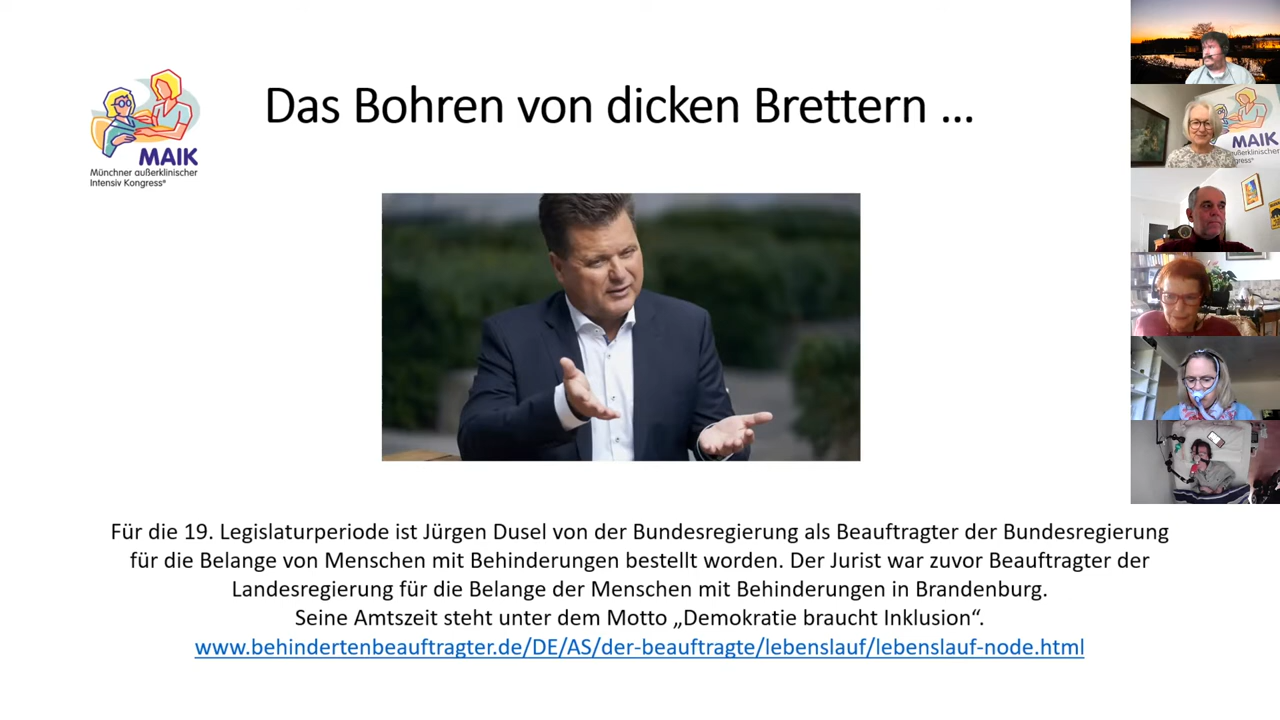 Das Bohren von dicken Brettern ...
MAIK
Münchner außerklinischer
Intensiv Kongress®
Für die 19. Legislaturperiode ist Jürgen Dusel von der Bundesregierung als Beauftragter der Bundesregierung
für die Belange von Menschen mit Behinderungen bestellt worden. Der Jurist war zuvor Beauftragter der
Landesregierung für die Belange der Menschen mit Behinderungen in Brandenburg.
Seine Amtszeit steht unter dem Motto „Demokratie braucht Inklusion“.
www.behindertenbeauftragter.de/DE/AS/der-beauftragte/lebenslauf/lebenslauf-node.html
MAIK